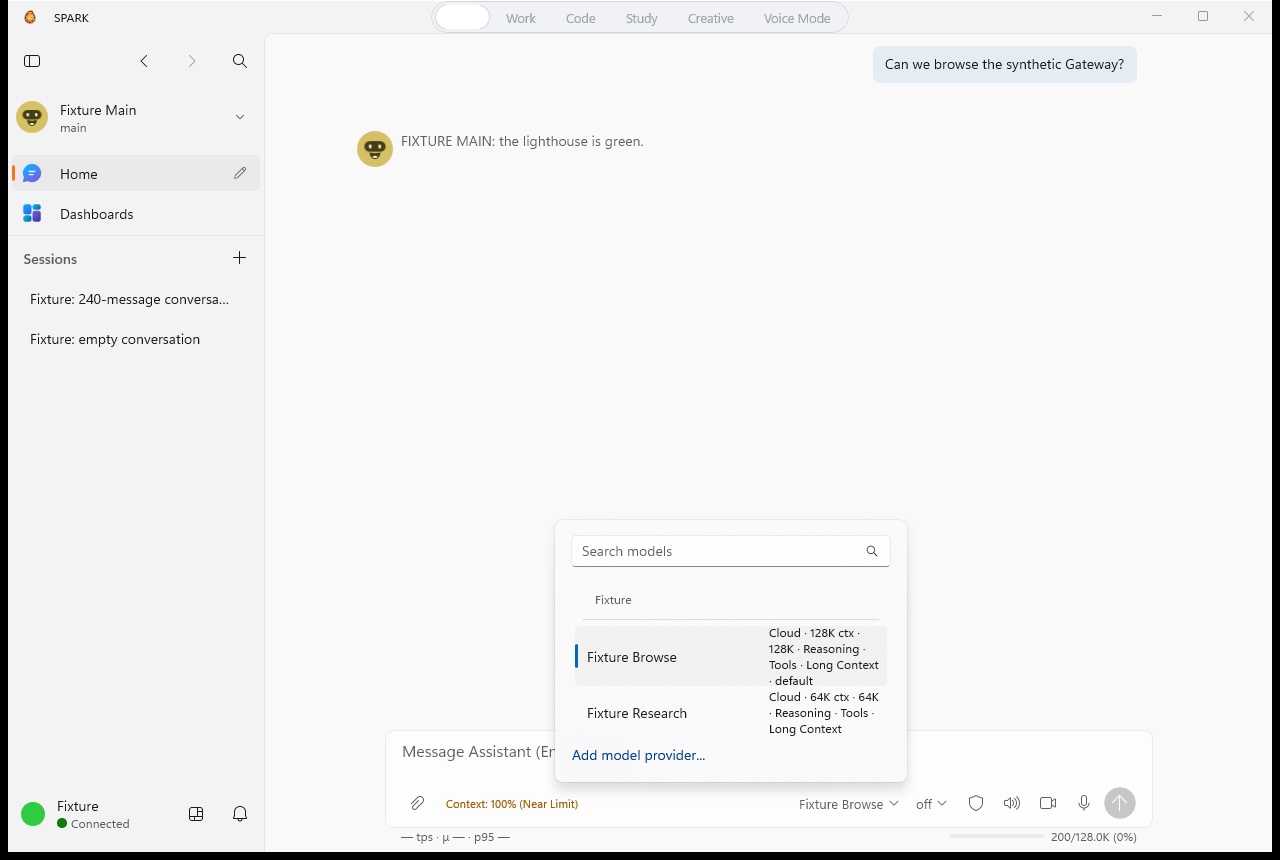 SPARK
Work
Code
Study
Creative
Voice Mode
Can we browse the synthetic Gateway?
Fixture Main
main
FIXTURE MAIN: the lighthouse is green.
Home
Dashboards
Sessions
Fixture: 240-message conversa...
Fixture: empty conversation
Search models
Fixture
Fixture Browse
Cloud · 128K ctx ·
128K · Reasoning ·
Tools · Long Context
· default
Fixture Research
Cloud · 64K ctx · 64K
· Reasoning · Tools ·
Long Context
Add model provider...
Message Assistant (En
Context: 100% (Near Limit)
Fixture Browse
off
Fixture
Connected
— tps · μ — · p95 —
200/128.0K (0%)